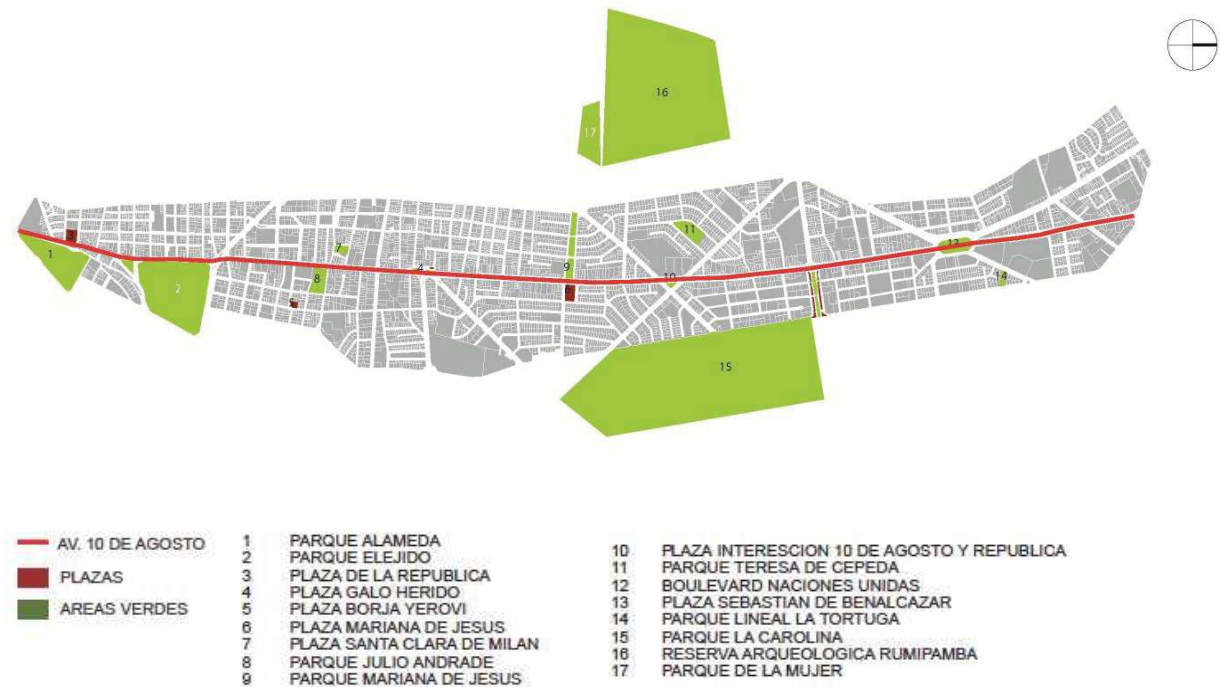 16
17
3
11
7
13
1
9
4
10
8
14
2
15
AV. 10 DE AGOSTO
PLAZAS
AREAS VERDES
1 PARQUE ALAMEDA
2 PARQUE ELEJIDO
3 PLAZA DE LA REPUBLICA
4 PLAZA GALO HERIDO
5 PLAZA BORJA YEROVI
6 PLAZA MARIANA DE JESUS
7 PLAZA SANTA CLARA DE MILAN
8 PARQUE JULIO ANDRADE
9 PARQUE MARIANA DE JESUS
10 PLAZA INTERESCION 10 DE AGOSTO Y REPUBLICA
11 PARQUE TERESA DE CEPEDA
12 BOULEVARD NACIONES UNIDAS
13 PLAZA SEBASTIAN DE BENALCAZAR
14 PARQUE LINEAL LA TORTUGA
15 PARQUE LA CAROLINA
16 RESERVA ARQUEOLOGICA RUMIPAMBA
17 PARQUE DE LA MUJER